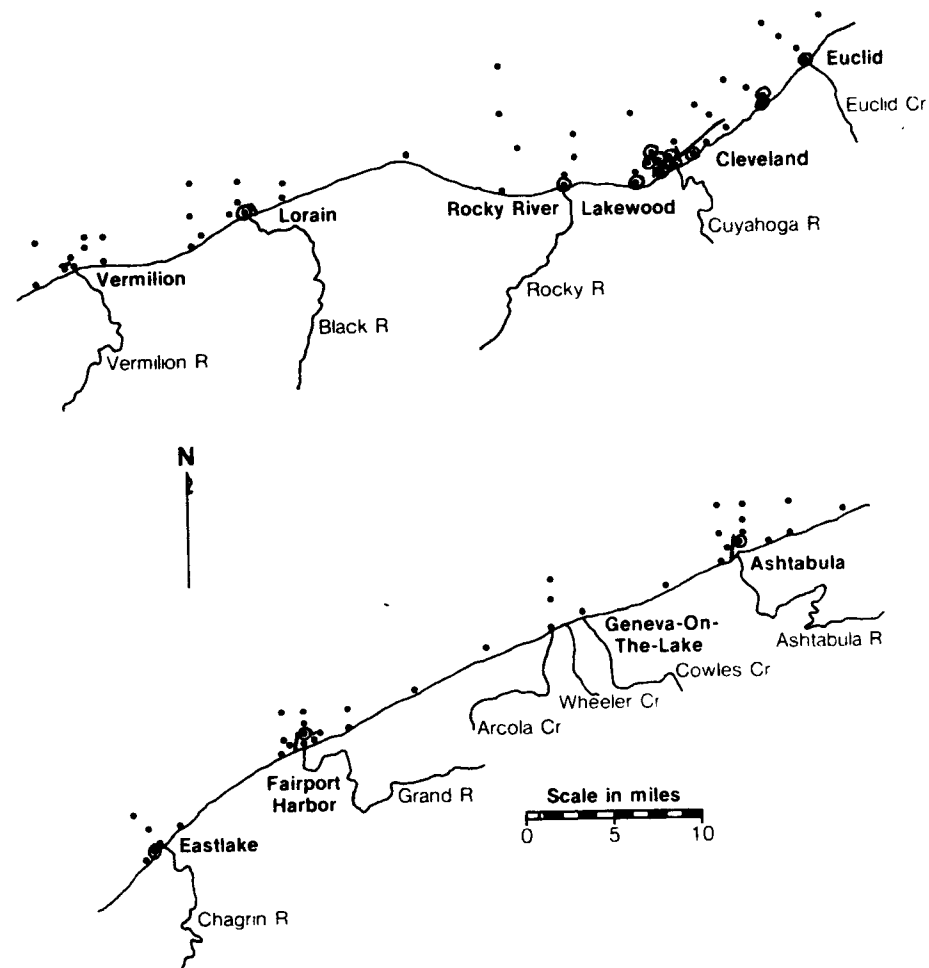 Euclid
Euclid Cr
Cleveland
Rocky River
Lakewood
Cuyahoga R
Lorain
Vermilion
Rocky R
Black R
Vermilion R
N
Ashtabula
Geneva-On-
The-Lake
Ashtabula R
Cowles Cr
Wheeler Cr
Arcola Cr
Fairport
Harbor
Grand R
Scale in miles
0 5 10
Eastlake
Chagrin R